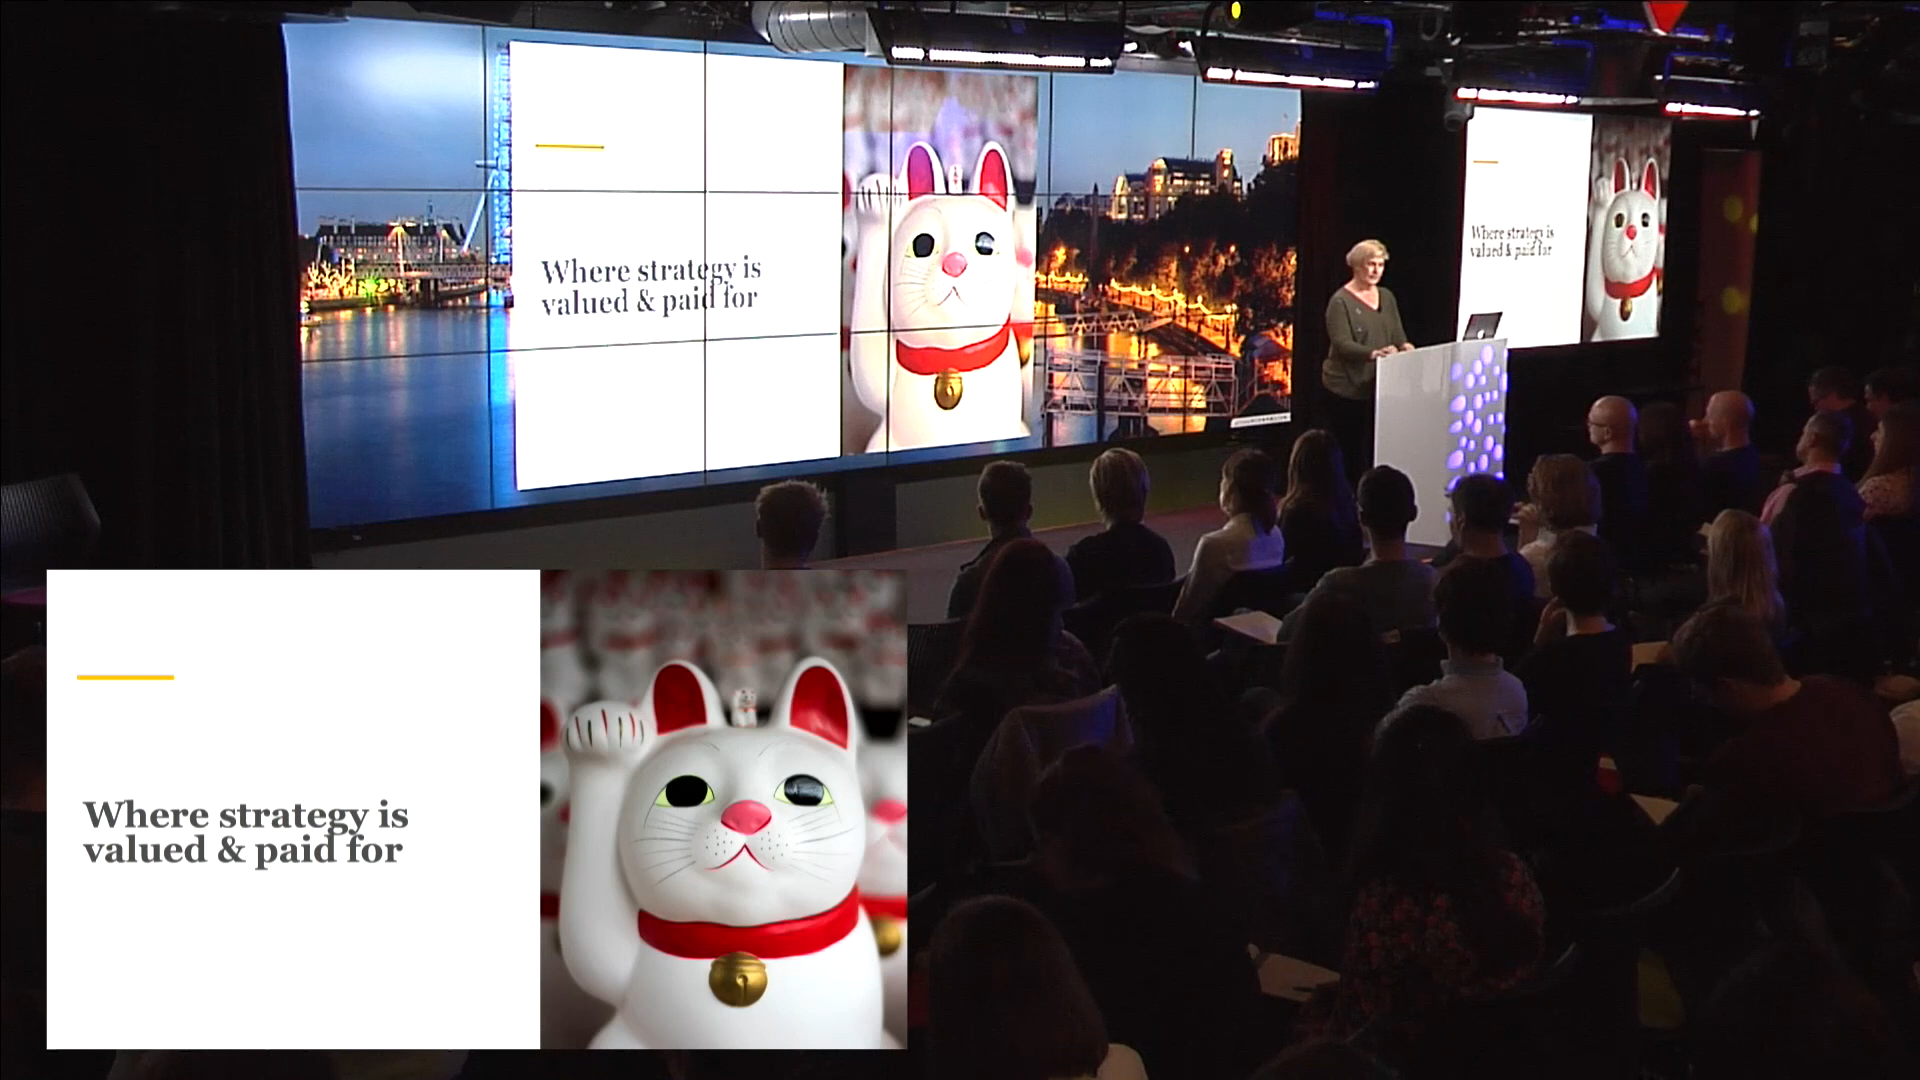 Where strategy is
valued & paid for
Where strategy is
valued & paid for
Where strategy is
valued & paid for